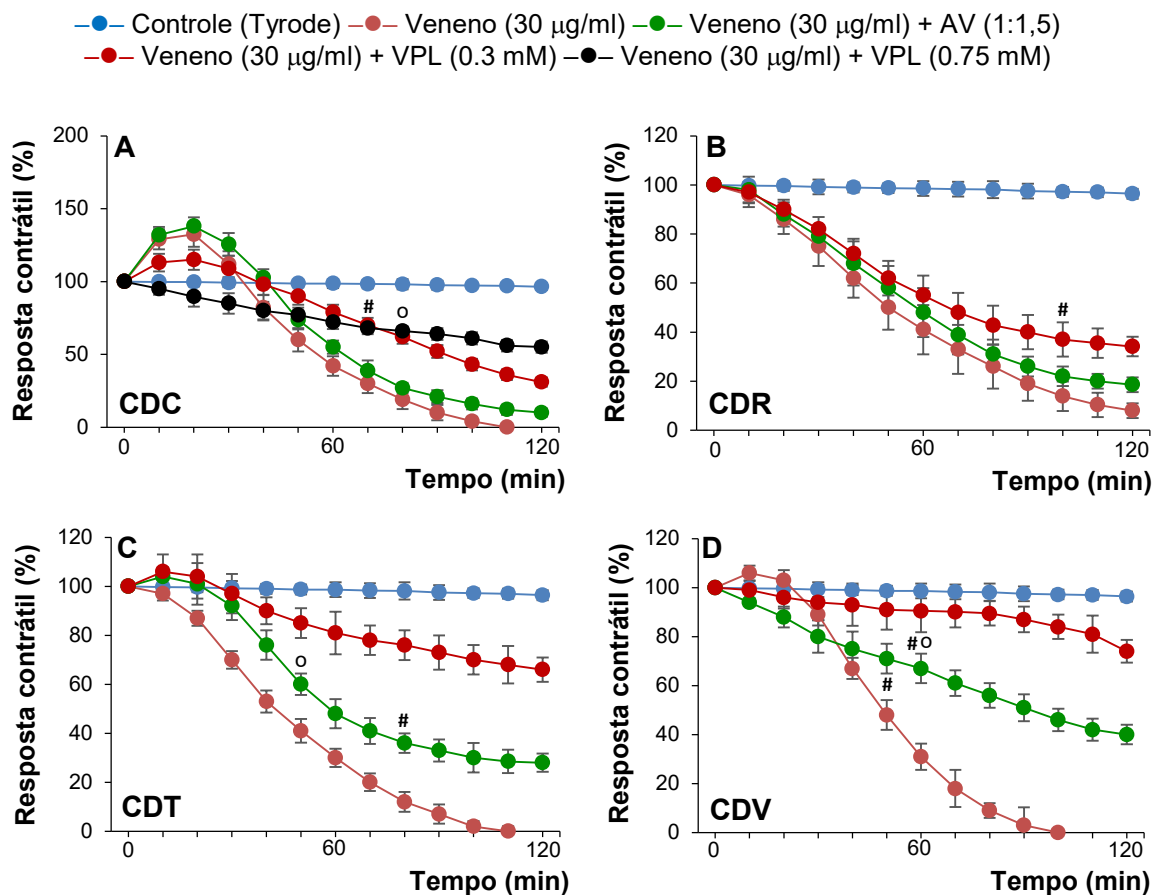 Controle (Tyrode) Veneno (30 µg/ml) Veneno (30 µg/ml) + AV (1:1,5)
Veneno (30 µg/ml) + VPL (0.3 mM) Veneno (30 µg/ml) + VPL (0.75 mM)
A
Resposta contrátil (%)
200
150
100
50
0
# o
CDC
0 60 120
Tempo (min)
B
Resposta contrátil (%)
120
100
80
60
40
20
0
#
CDR
0 60 120
Tempo (min)
C
Resposta contrátil (%)
120
100
80
60
40
20
0
o
#
CDT
0 60 120
Tempo (min)
D
Resposta contrátil (%)
120
100
80
60
40
20
0
#o
#
CDV
0 60 120
Tempo (min)